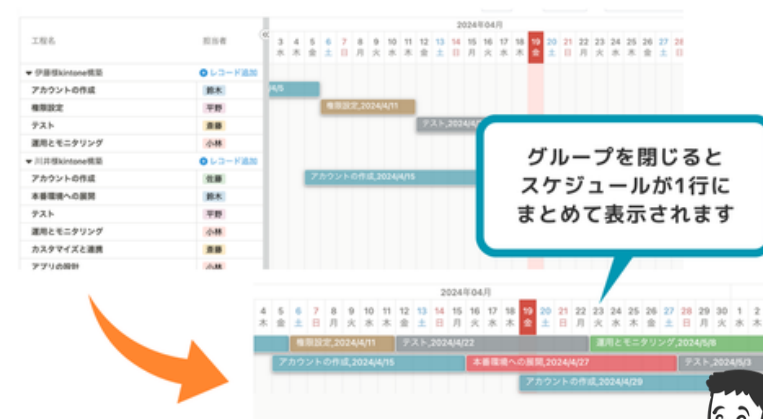 2024年04月
工程名 担当者
3 4 5 6 7 8 9 10 11 12 13 14 15 16 17 18 19 20 21 22 23 24 25 26 27 28
水 木 金 土 日 月 火 水 木 金 土 日 月 火 水 木 金 土 日 月 火 水 木 金 土 日
▼ 伊藤様kintone構築 レコード追加
アカウントの作成 鈴木
4/5
権限設定 平野
権限設定,2024/4/11
テスト 斎藤
テスト,2024/4/
運用とモニタリング 小林
▼ 川井様kintone構築 レコード追加
アカウントの作成 佐藤
アカウントの作成,2024/4/15
本番環境への展開 鈴木
テスト 平野
運用とモニタリング 小林
カスタマイズと連携 斎藤
アプリの設計 小林
グループを閉じると
スケジュールが1行に
まとめて表示されます
2024年04月
4 5 6 7 8 9 10 11 12 13 14 15 16 17 18 19 20 21 22 23 24 25 26 27 28 29 30 1 2
木 金 土 日 月 火 水 木 金 土 日 月 火 水 木 金 土 日 月 火 水 木 金 土 日 月 火 水 木
権限設定,2024/4/11 テスト,2024/4/22 運用とモニタリング,2024/5/8
アカウントの作成,2024/4/15 本番環境への展開,2024/4/27 テスト,2024/5/3
アカウントの作成,2024/4/29